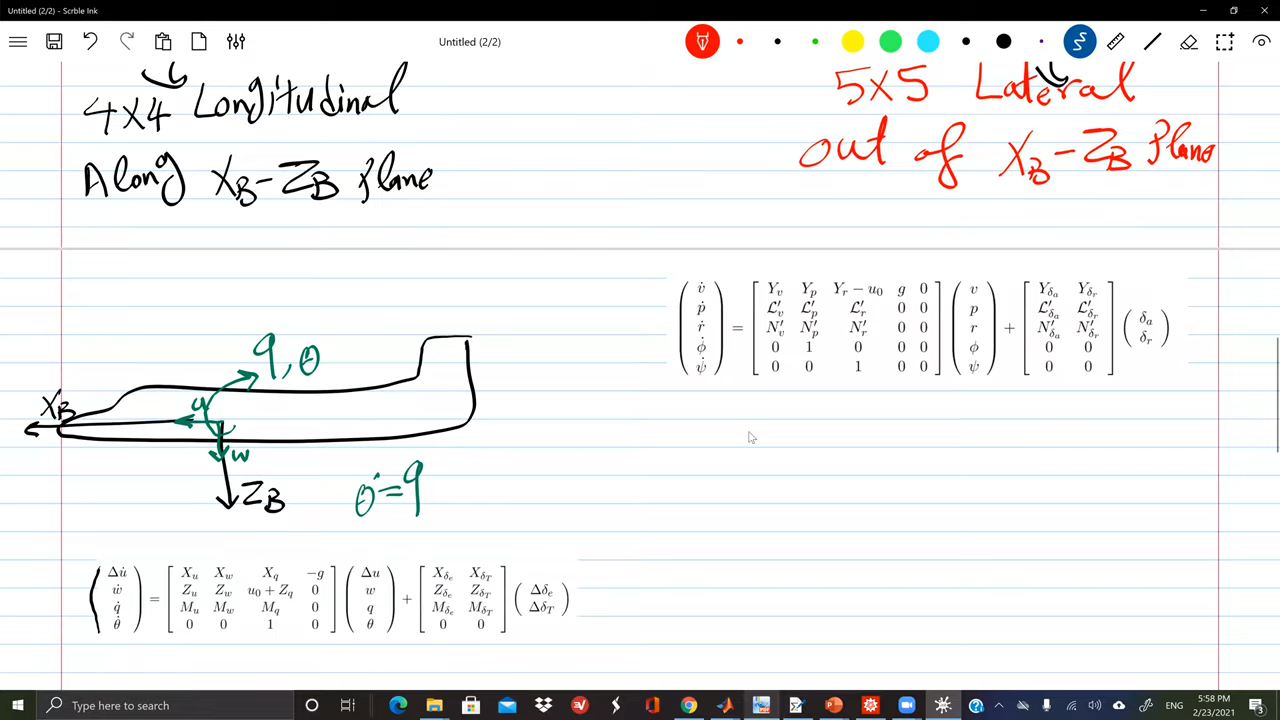 Untitled (2/2) - Scrble Ink
Untitled (2/2)
4X4 Longitudinal
Along X_B - Z_B Plane
5X5 Lateral
out of X_B - Z_B Plane
q, θ
X_B
u
w
Z_B
θ̇ = q
( v̇ ) = [ Y_v Y_p Y_r − u_0 g 0 ] ( v ) + [ Y_δa Y_δr ] ( δ_a )
( ṗ ) [ ℒ′_v ℒ′_p ℒ′_r 0 0 ] ( p ) [ ℒ′_δa ℒ′_δr ] ( δ_r )
( ṙ ) [ N′_v N′_p N′_r 0 0 ] ( r ) [ N′_δa N′_δr ]
( φ̇ ) [ 0 1 0 0 0 ] ( φ ) [ 0 0 ]
( ψ̇ ) [ 0 0 1 0 0 ] ( ψ ) [ 0 0 ]
( Δu̇ ) = [ X_u X_w X_q −g ] ( Δu ) + [ X_δe X_δT ] ( Δδ_e )
( ẇ ) [ Z_u Z_w u_0 + Z_q 0 ] ( w ) [ Z_δe Z_δT ] ( Δδ_T )
( q̇ ) [ M_u M_w M_q 0 ] ( q ) [ M_δe M_δT ]
( θ̇ ) [ 0 0 1 0 ] ( θ ) [ 0 0 ]
Type here to search
ENG
5:58 PM
2/23/2021